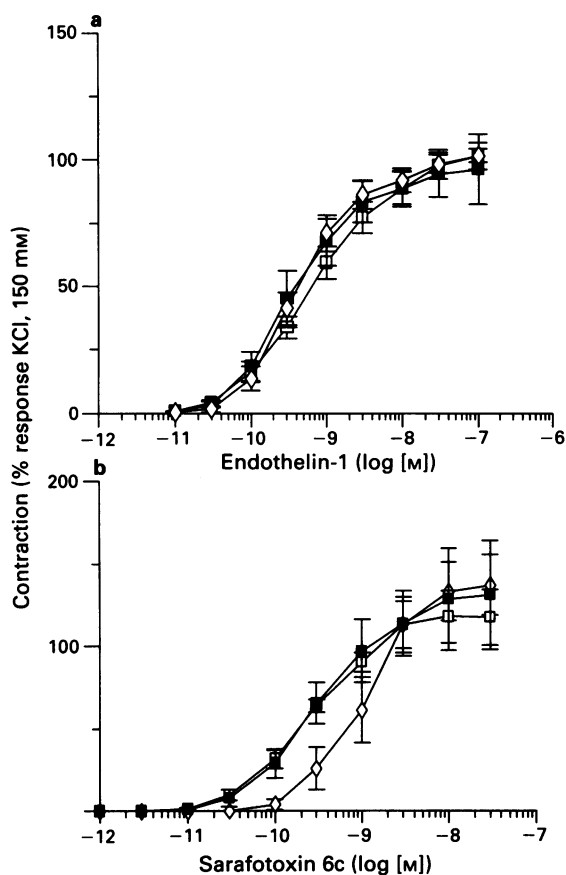 a
150
100
50
0
-12 -11 -10 -9 -8 -7 -6
Endothelin-1 (log [M])
Contraction (% response KCl, 150 mM)
b
200
100
-12 -11 -10 -9 -8 -7
Sarafotoxin 6c (log [M])